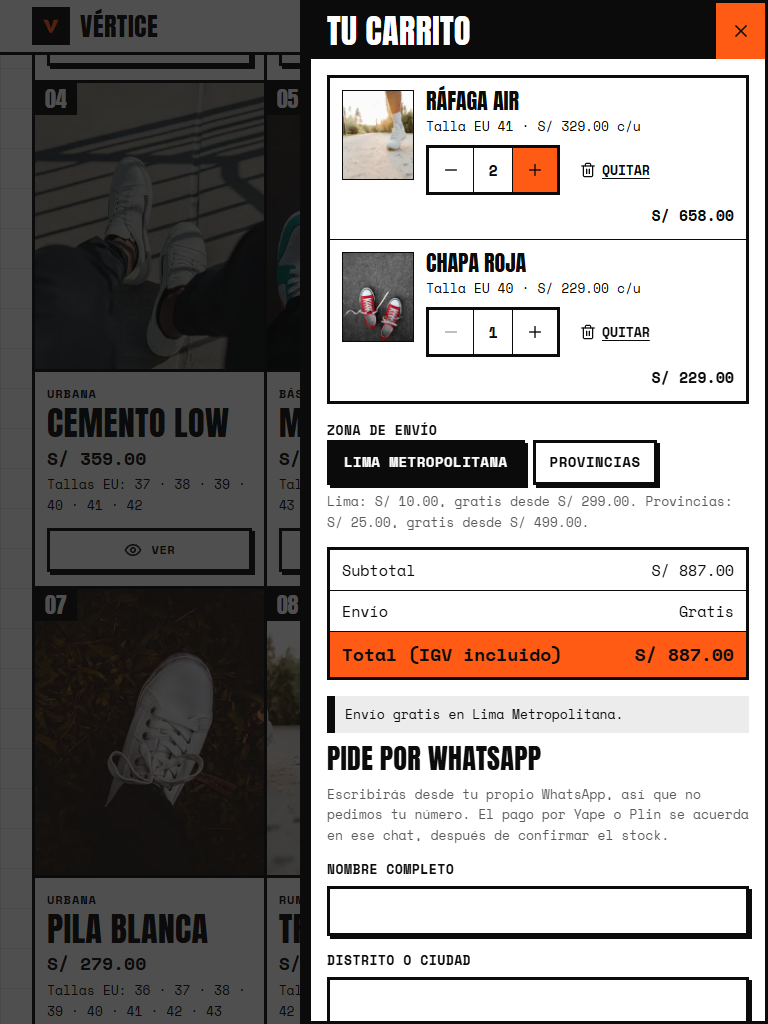 VÉRTICE
04
05
URBANA
CEMENTO LOW
S/ 359.00
Tallas EU: 37 · 38 · 39 ·
40 · 41 · 42
VER
BÁS
M
S/
Tal
43
07
08
URBANA
PILA BLANCA
S/ 279.00
Tallas EU: 36 · 37 · 38 ·
39 · 40 · 41 · 42 · 43
RUN
S/
Tal
42
TU CARRITO
RÁFAGA AIR
Talla EU 41 · S/ 329.00 c/u
2
QUITAR
S/ 658.00
CHAPA ROJA
Talla EU 40 · S/ 229.00 c/u
1
QUITAR
S/ 229.00
ZONA DE ENVÍO
LIMA METROPOLITANA
PROVINCIAS
Lima: S/ 10.00, gratis desde S/ 299.00. Provincias:
S/ 25.00, gratis desde S/ 499.00.
Subtotal S/ 887.00
Envío Gratis
Total (IGV incluido) S/ 887.00
Envío gratis en Lima Metropolitana.
PIDE POR WHATSAPP
Escribirás desde tu propio WhatsApp, así que no
pedimos tu número. El pago por Yape o Plin se acuerda
en ese chat, después de confirmar el stock.
NOMBRE COMPLETO
DISTRITO O CIUDAD